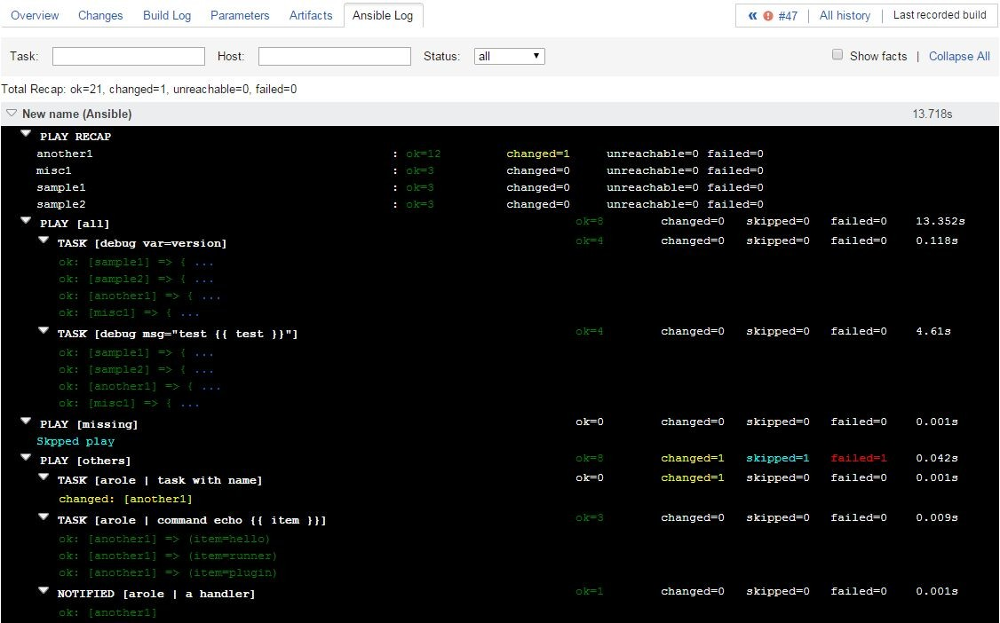 Overview Changes Build Log Parameters Artifacts Ansible Log « #47 All history Last recorded build
Task: Host: Status: all Show facts | Collapse All
Total Recap: ok=21, changed=1, unreachable=0, failed=0
New name (Ansible) 13.718s
PLAY RECAP
another1 : ok=12 changed=1 unreachable=0 failed=0
misc1 : ok=3 changed=0 unreachable=0 failed=0
sample1 : ok=3 changed=0 unreachable=0 failed=0
sample2 : ok=3 changed=0 unreachable=0 failed=0
PLAY [all] ok=8 changed=0 skipped=0 failed=0 13.352s
TASK [debug var=version] ok=4 changed=0 skipped=0 failed=0 0.118s
ok: [sample1] => { ...
ok: [sample2] => { ...
ok: [another1] => { ...
ok: [misc1] => { ...
TASK [debug msg="test {{ test }}"] ok=4 changed=0 skipped=0 failed=0 4.61s
ok: [sample1] => { ...
ok: [sample2] => { ...
ok: [another1] => { ...
ok: [misc1] => { ...
PLAY [missing] ok=0 changed=0 skipped=0 failed=0 0.001s
Skpped play
PLAY [others] ok=8 changed=1 skipped=1 failed=1 0.042s
TASK [arole | task with name] ok=0 changed=1 skipped=0 failed=0 0.001s
changed: [another1]
TASK [arole | command echo {{ item }}] ok=3 changed=0 skipped=0 failed=0 0.009s
ok: [another1] => (item=hello)
ok: [another1] => (item=runner)
ok: [another1] => (item=plugin)
NOTIFIED [arole | a handler] ok=1 changed=0 skipped=0 failed=0 0.001s
ok: [another1]